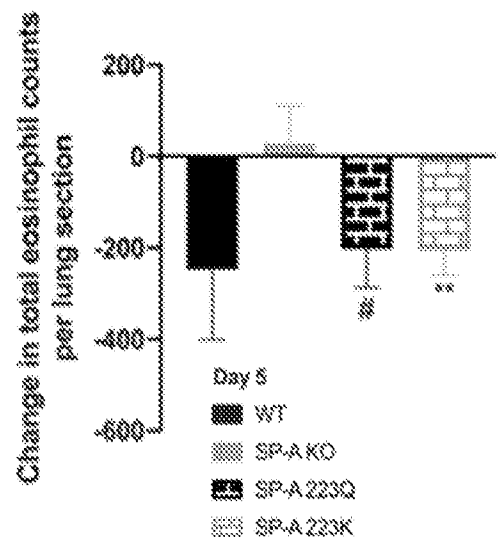 Change in total eosinophil counts
per lung section
200
0
-200
-400
-600
#
**
Day 5
WT
SP-A KO
SP-A 223Q
SP-A 223K